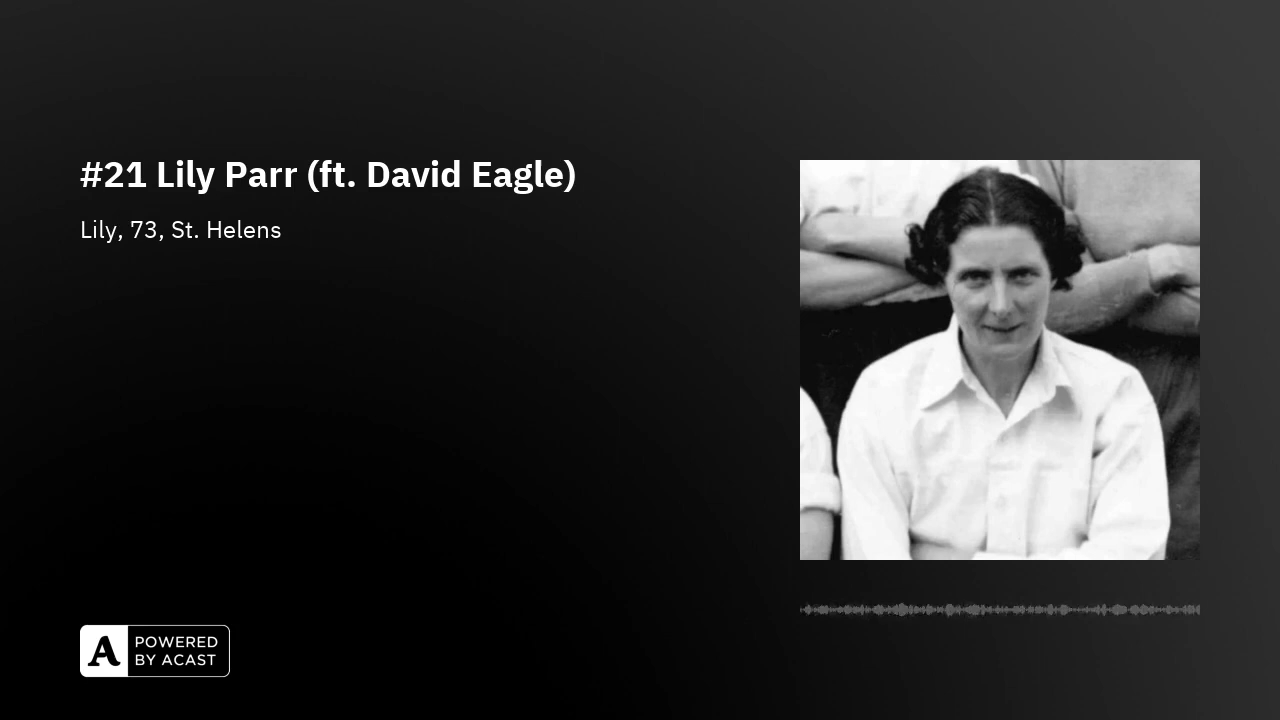 #21 Lily Parr (ft. David Eagle)
Lily, 73, St. Helens
A POWERED
BY ACAST